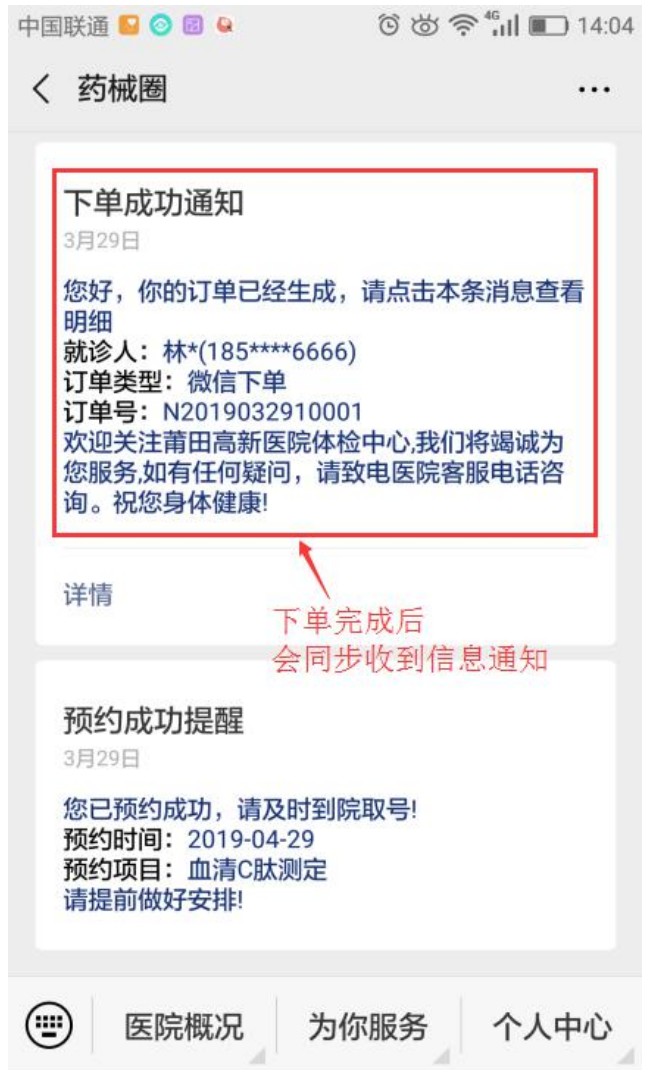 中国联通 4G 14:04
药械圈
下单成功通知
3月29日
您好，你的订单已经生成，请点击本条消息查看
明细
就诊人：林*(185****6666)
订单类型：微信下单
订单号：N2019032910001
欢迎关注莆田高新医院体检中心,我们将竭诚为
您服务,如有任何疑问，请致电医院客服电话咨
询。祝您身体健康!
详情
下单完成后
会同步收到信息通知
预约成功提醒
3月29日
您已预约成功，请及时到院取号!
预约时间：2019-04-29
预约项目：血清C肽测定
请提前做好安排!
医院概况 为你服务 个人中心